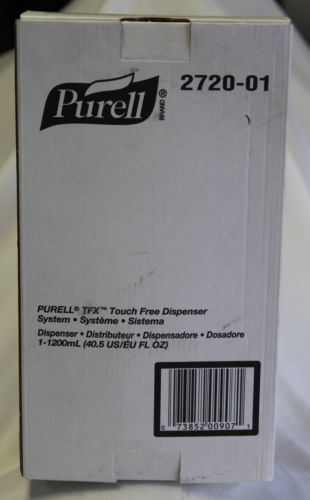 Purell BRAND ® 2720-01
PURELL® TFX™ Touch Free Dispenser
System • Système • Sistema
Dispenser • Distributeur • Dispensadore • Dosadore
1-1200mL (40.5 US/EU FL OZ)
0 73852 00907 1